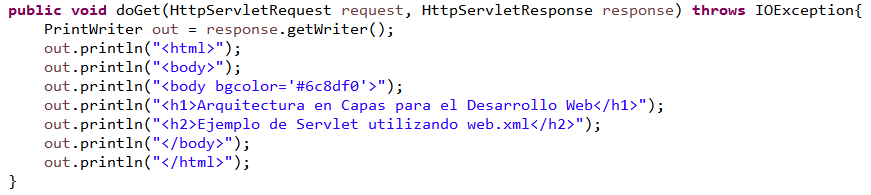 public void doGet(HttpServletRequest request, HttpServletResponse response) throws IOException{
    PrintWriter out = response.getWriter();
    out.println("<html>");
    out.println("<body>");
    out.println("<body bgcolor='#6c8df0'>");
    out.println("<h1>Arquitectura en Capas para el Desarrollo Web</h1>");
    out.println("<h2>Ejemplo de Servlet utilizando web.xml</h2>");
    out.println("</body>");
    out.println("</html>");
}